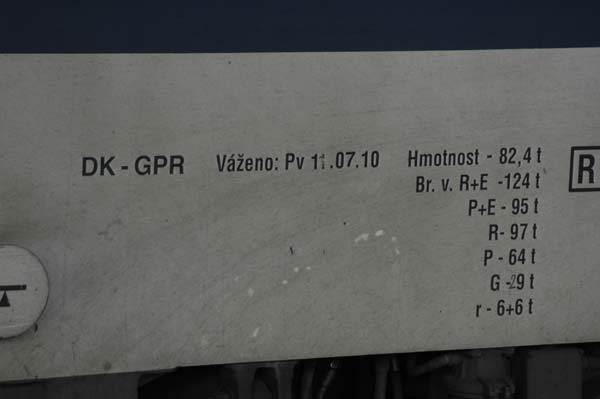 DK - GPR Váženo: Pv 11.07.10 Hmotnost - 82,4 t R
Br. v. R+E -124 t
P+E - 95 t
R- 97 t
P - 64 t
G -29 t
r - 6+6 t